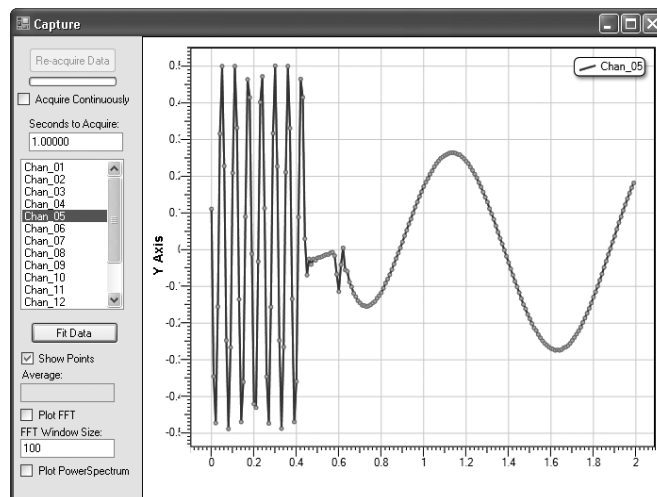 Capture
Re-acquire Data
Acquire Continuously
Seconds to Acquire:
1.00000
Chan_01
Chan_02
Chan_03
Chan_04
Chan_05
Chan_06
Chan_07
Chan_08
Chan_09
Chan_10
Chan_11
Chan_12
Fit Data
Show Points
Average:
Plot FFT
FFT Window Size:
100
Plot PowerSpectrum
Y Axis
Chan_05
0 0.2 0.4 0.6 0.8 1 1.2 1.4 1.6 1.8 2